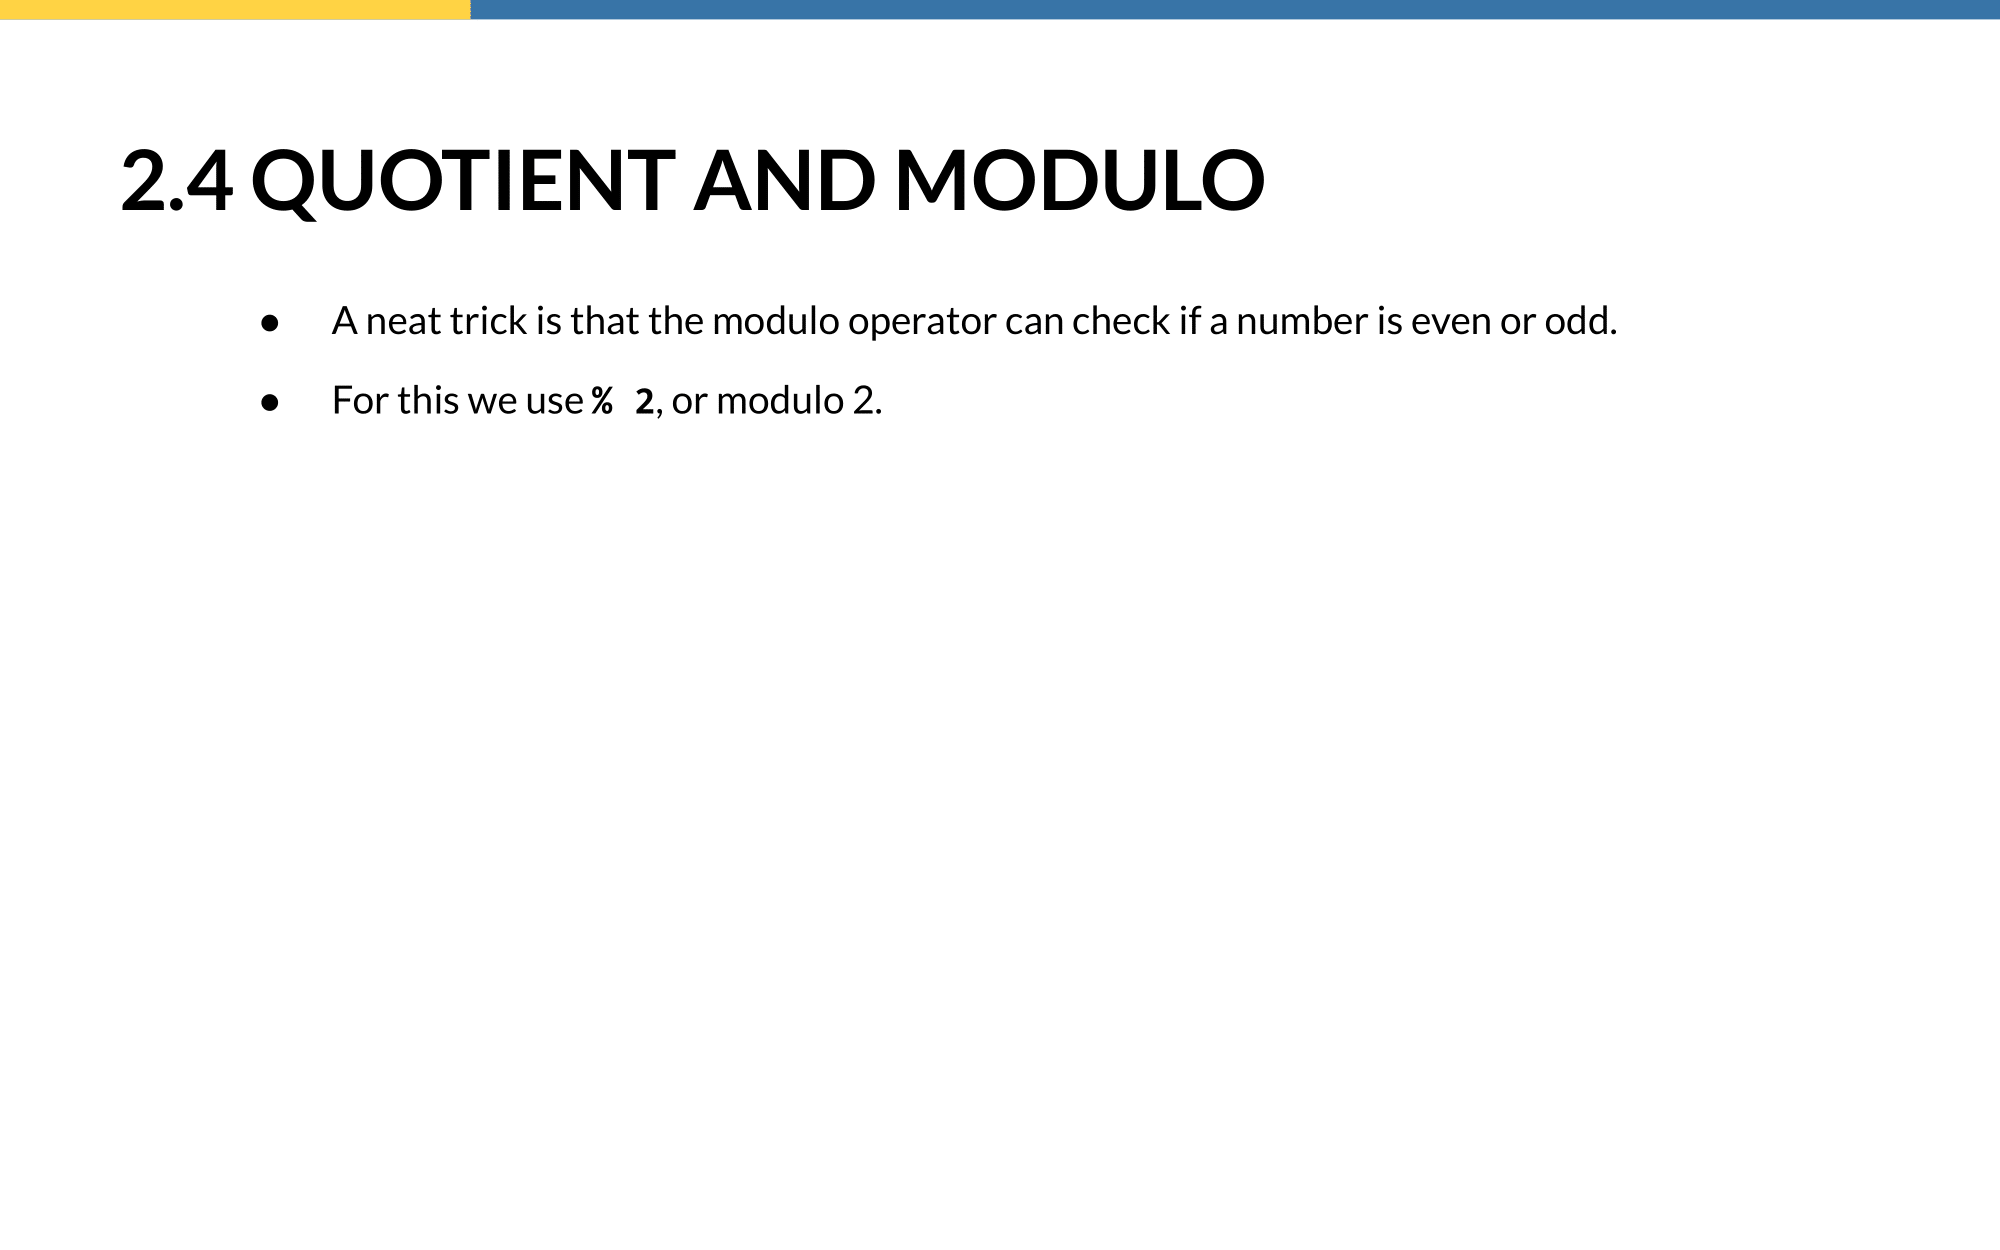 2.4 QUOTIENT AND MODULO
● A neat trick is that the modulo operator can check if a number is even or odd.
● For this we use % 2, or modulo 2.